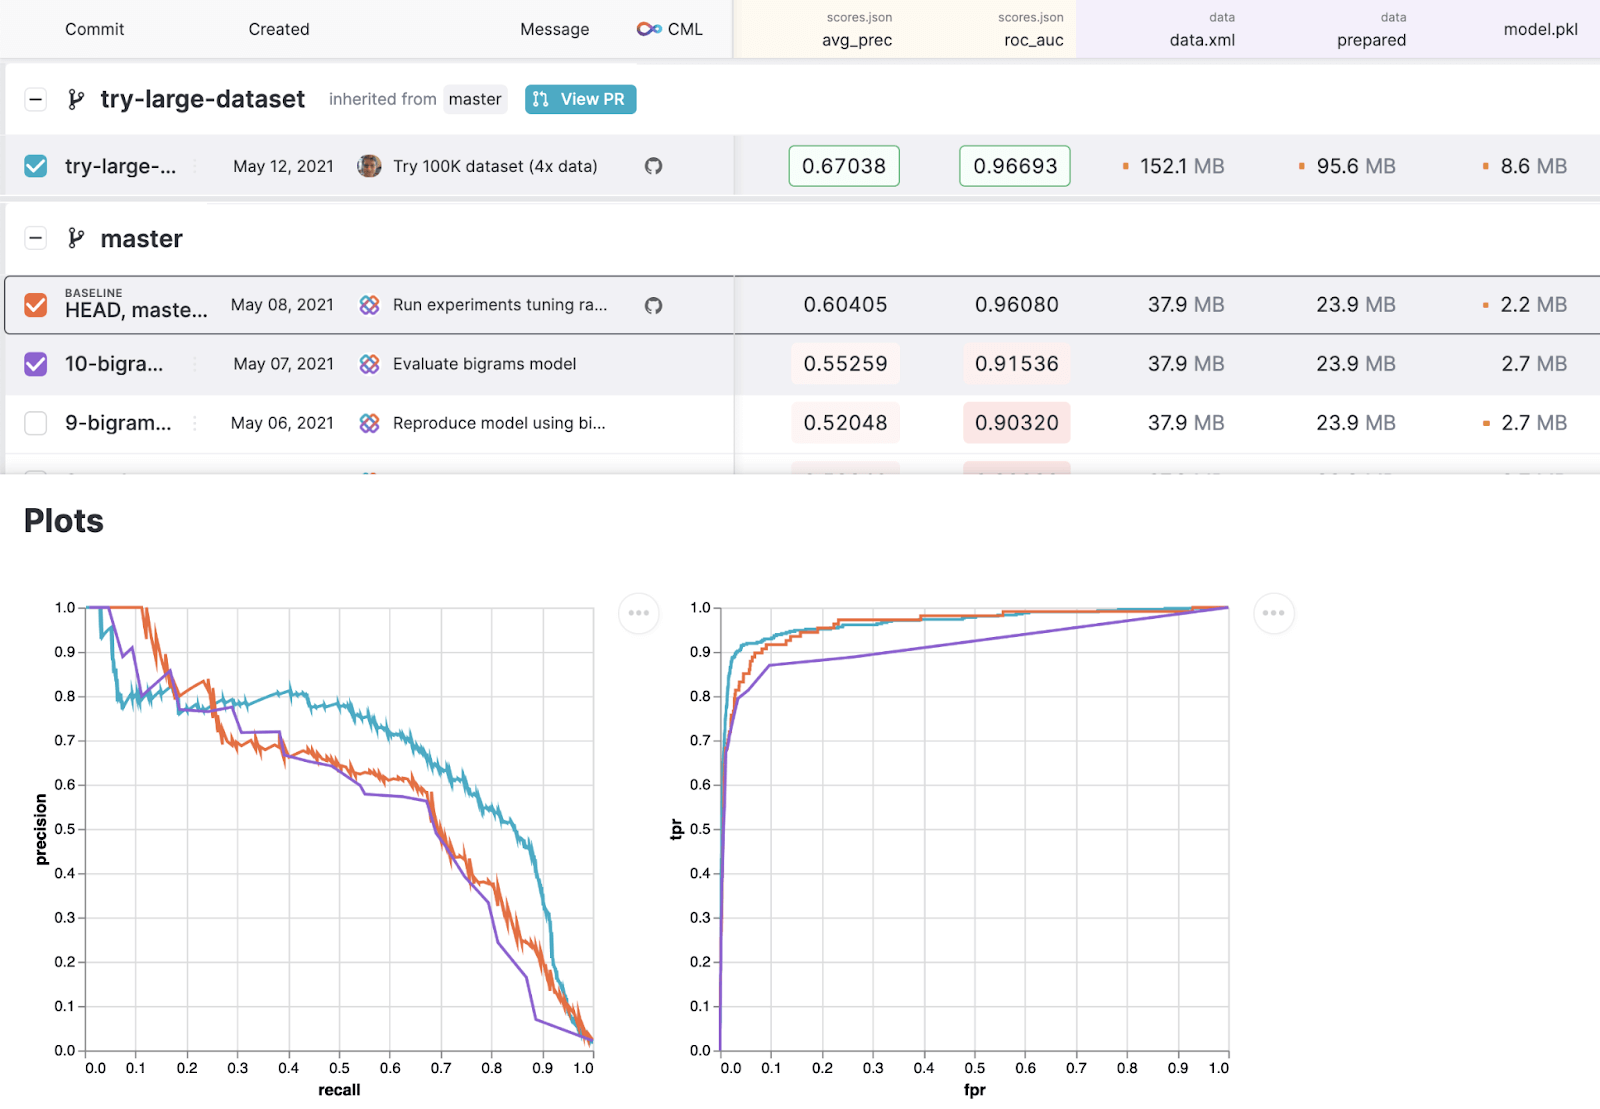 Commit Created Message CML scores.json avg_prec scores.json roc_auc data data.xml data prepared model.pkl
try-large-dataset inherited from master View PR
try-large-... May 12, 2021 Try 100K dataset (4x data) 0.67038 0.96693 152.1 MB 95.6 MB 8.6 MB
master
BASELINE
HEAD, maste... May 08, 2021 Run experiments tuning ra... 0.60405 0.96080 37.9 MB 23.9 MB 2.2 MB
10-bigra... May 07, 2021 Evaluate bigrams model 0.55259 0.91536 37.9 MB 23.9 MB 2.7 MB
9-bigram... May 06, 2021 Reproduce model using bi... 0.52048 0.90320 37.9 MB 23.9 MB 2.7 MB
Plots
1.0
0.9
0.8
0.7
0.6
0.5
0.4
0.3
0.2
0.1
0.0
precision
0.0 0.1 0.2 0.3 0.4 0.5 0.6 0.7 0.8 0.9 1.0
recall
1.0
0.9
0.8
0.7
0.6
0.5
0.4
0.3
0.2
0.1
0.0
tpr
0.0 0.1 0.2 0.3 0.4 0.5 0.6 0.7 0.8 0.9 1.0
fpr